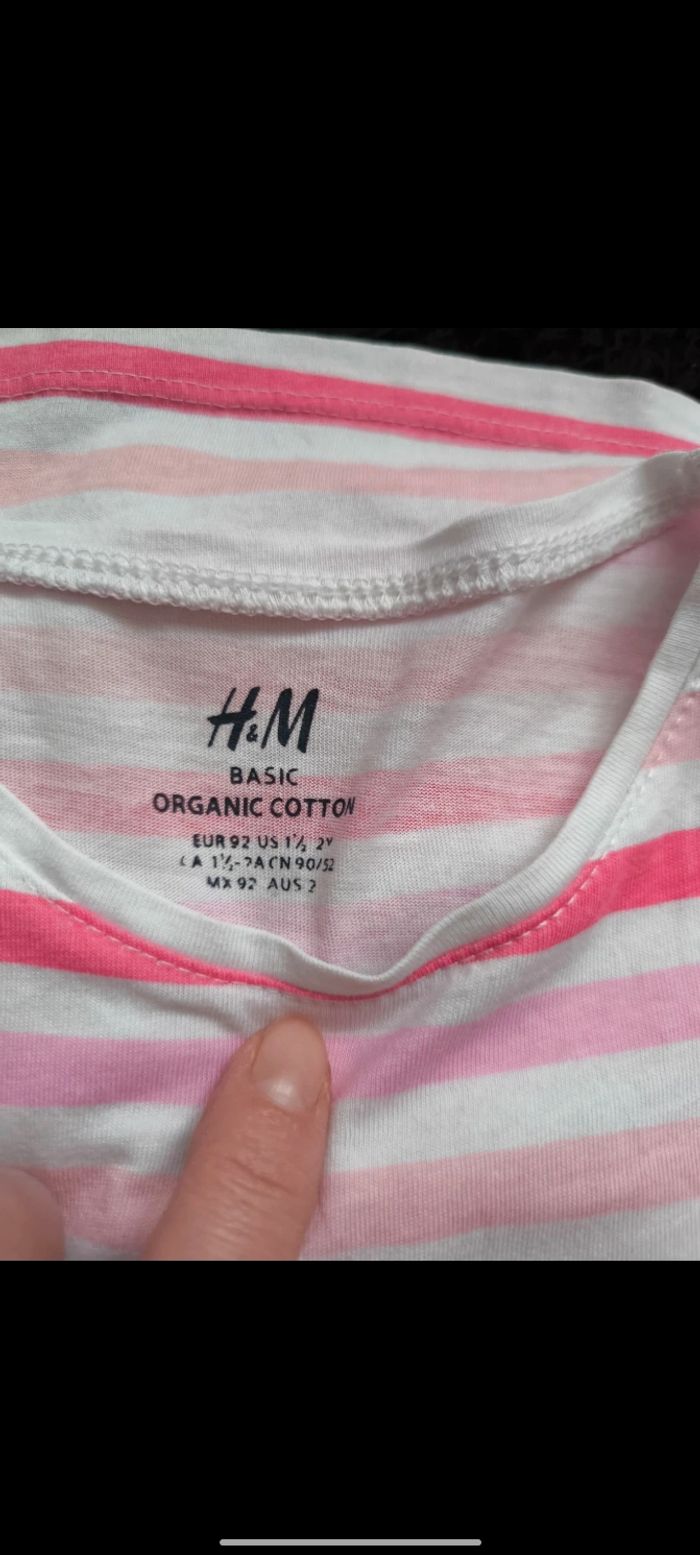 H&M
BASIC
ORGANIC COTTON
EUR 92 US 1½ 2Y
CA 1½-2A CN 90/52
MX 92 AUS 2